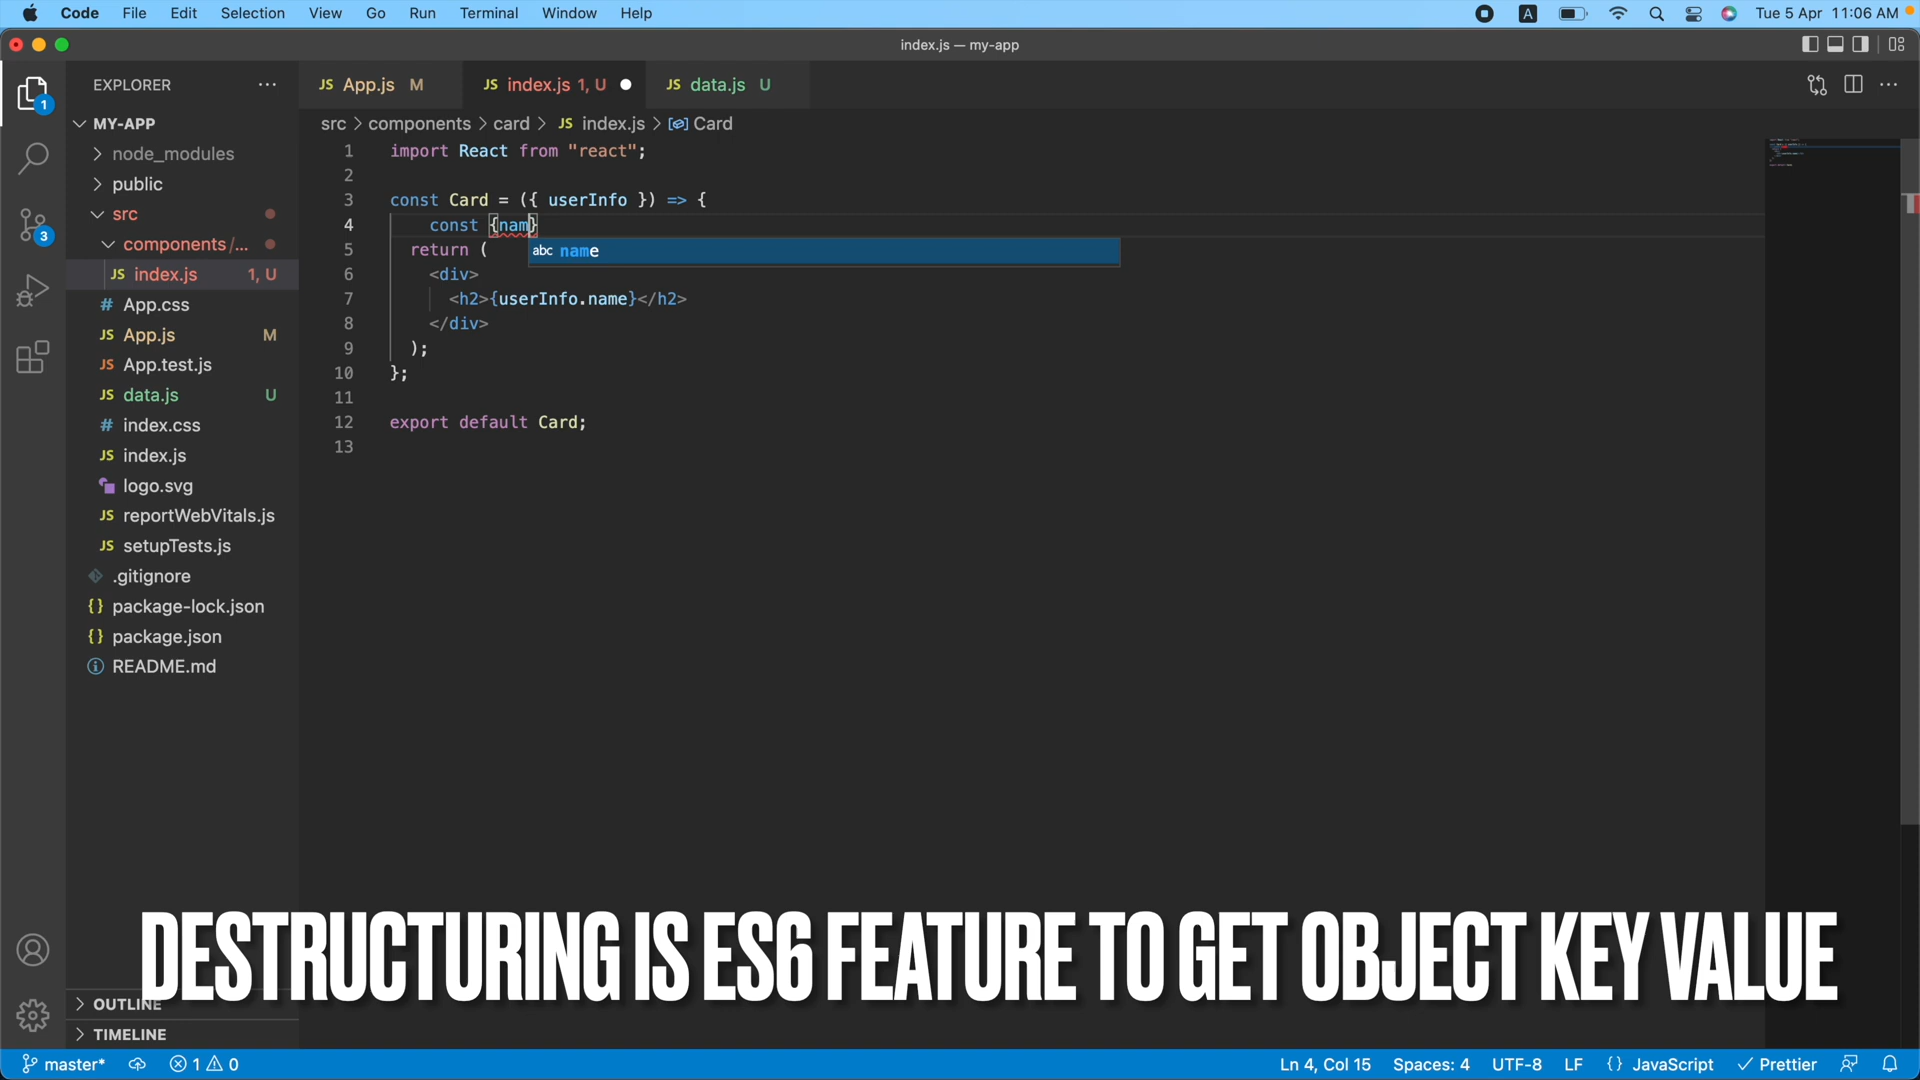 Code File Edit Selection View Go Run Terminal Window Help A Tue 5 Apr 11:06 AM
index.js — my-app
EXPLORER
JS App.js M JS index.js 1, U JS data.js U
src > components > card > JS index.js > Card
MY-APP
node_modules
public
src
components/...
JS index.js 1, U
# App.css
JS App.js M
JS App.test.js
JS data.js U
# index.css
JS index.js
logo.svg
JS reportWebVitals.js
JS setupTests.js
.gitignore
{} package-lock.json
{} package.json
README.md
OUTLINE
TIMELINE
1
3
1 import React from "react";
2
3 const Card = ({ userInfo }) => {
4 const {nam}
abc name
5 return (
6 <div>
7 <h2>{userInfo.name}</h2>
8 </div>
9 );
10 };
11
12 export default Card;
13
DESTRUCTURING IS ES6 FEATURE TO GET OBJECT KEY VALUE
master* 1 0 Ln 4, Col 15 Spaces: 4 UTF-8 LF {} JavaScript Prettier